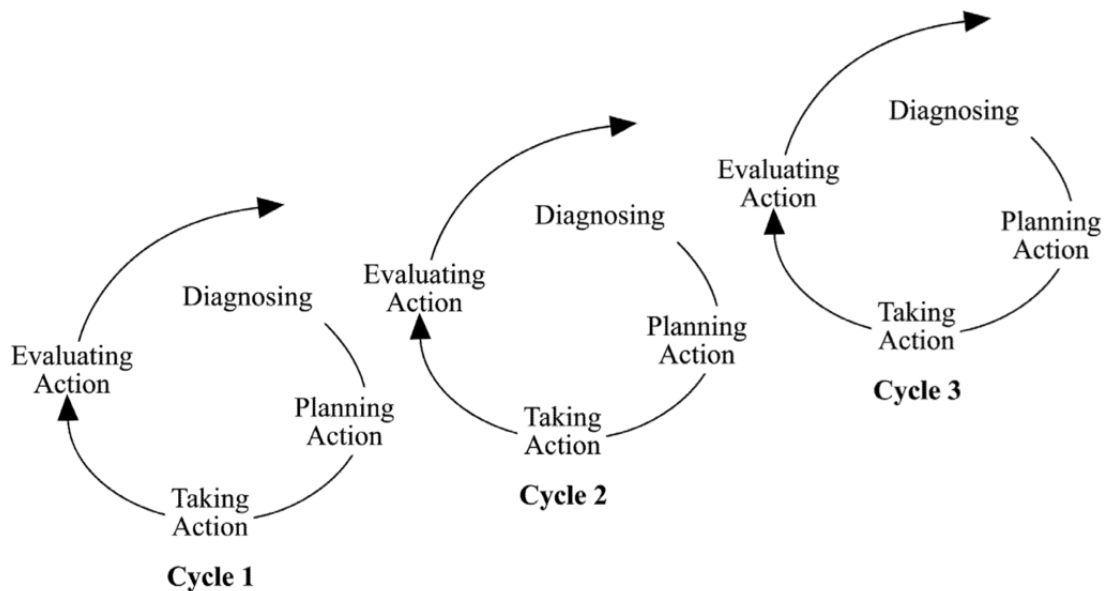 Diagnosing
Planning
Action
Taking
Action
Evaluating
Action
Cycle 1
Diagnosing
Planning
Action
Taking
Action
Evaluating
Action
Cycle 2
Diagnosing
Planning
Action
Taking
Action
Evaluating
Action
Cycle 3